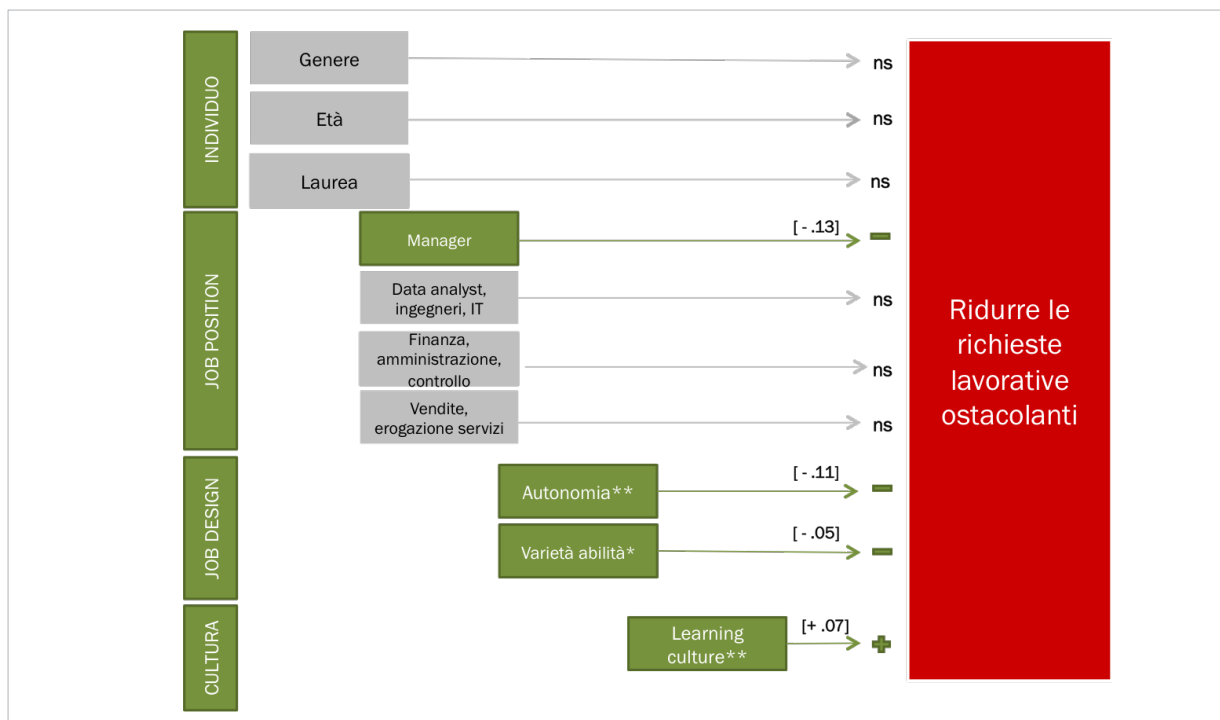 INDIVIDUO
Genere
ns
Età
ns
Laurea
ns
JOB POSITION
Manager
[ - .13]
Data analyst,
ingegneri, IT
ns
Finanza,
amministrazione,
controllo
ns
Vendite,
erogazione servizi
ns
JOB DESIGN
Autonomia**
[ - .11]
Varietà abilità*
[ - .05]
CULTURA
Learning
culture**
[+ .07]
Ridurre le
richieste
lavorative
ostacolanti